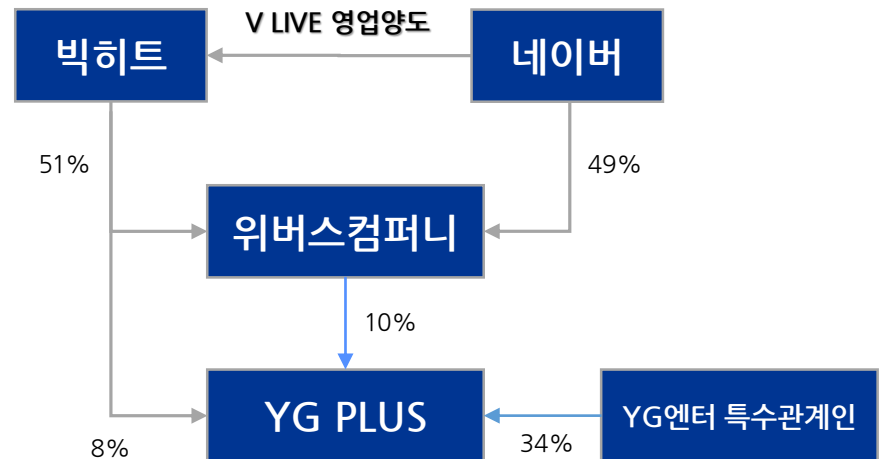 V LIVE 영업양도
빅히트
네이버
51%
49%
위버스컴퍼니
10%
YG PLUS
YG엔터 특수관계인
8%
34%